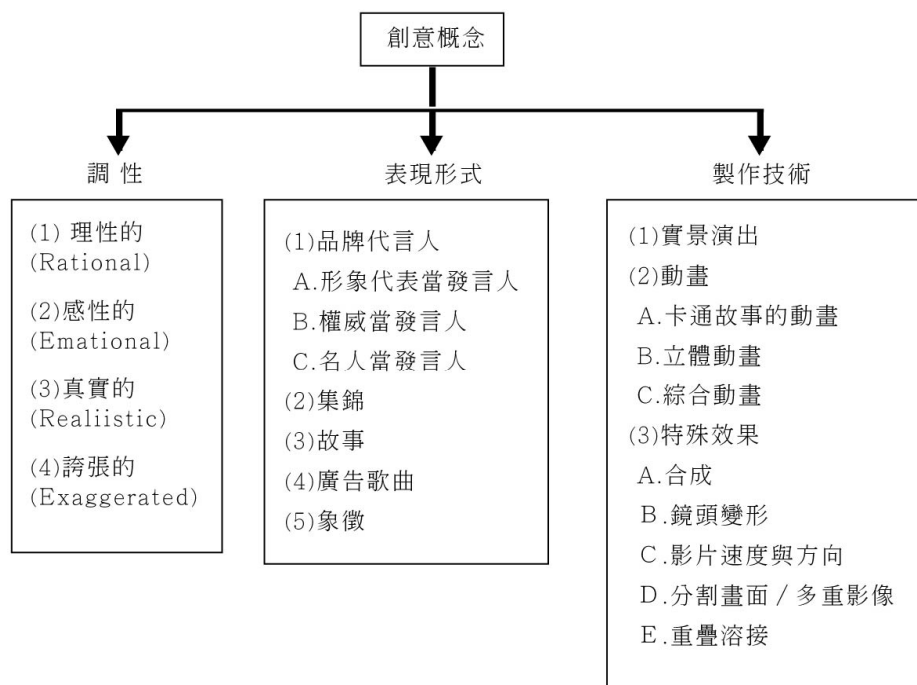 創意概念
調 性
(1) 理性的
(Rational)
(2)感性的
(Emational)
(3)真實的
(Realiistic)
(4)誇張的
(Exaggerated)
表現形式
(1)品牌代言人
A.形象代表當發言人
B.權威當發言人
C.名人當發言人
(2)集錦
(3)故事
(4)廣告歌曲
(5)象徵
製作技術
(1)實景演出
(2)動畫
A.卡通故事的動畫
B.立體動畫
C.綜合動畫
(3)特殊效果
A.合成
B.鏡頭變形
C.影片速度與方向
D.分割畫面 / 多重影像
E.重疊溶接